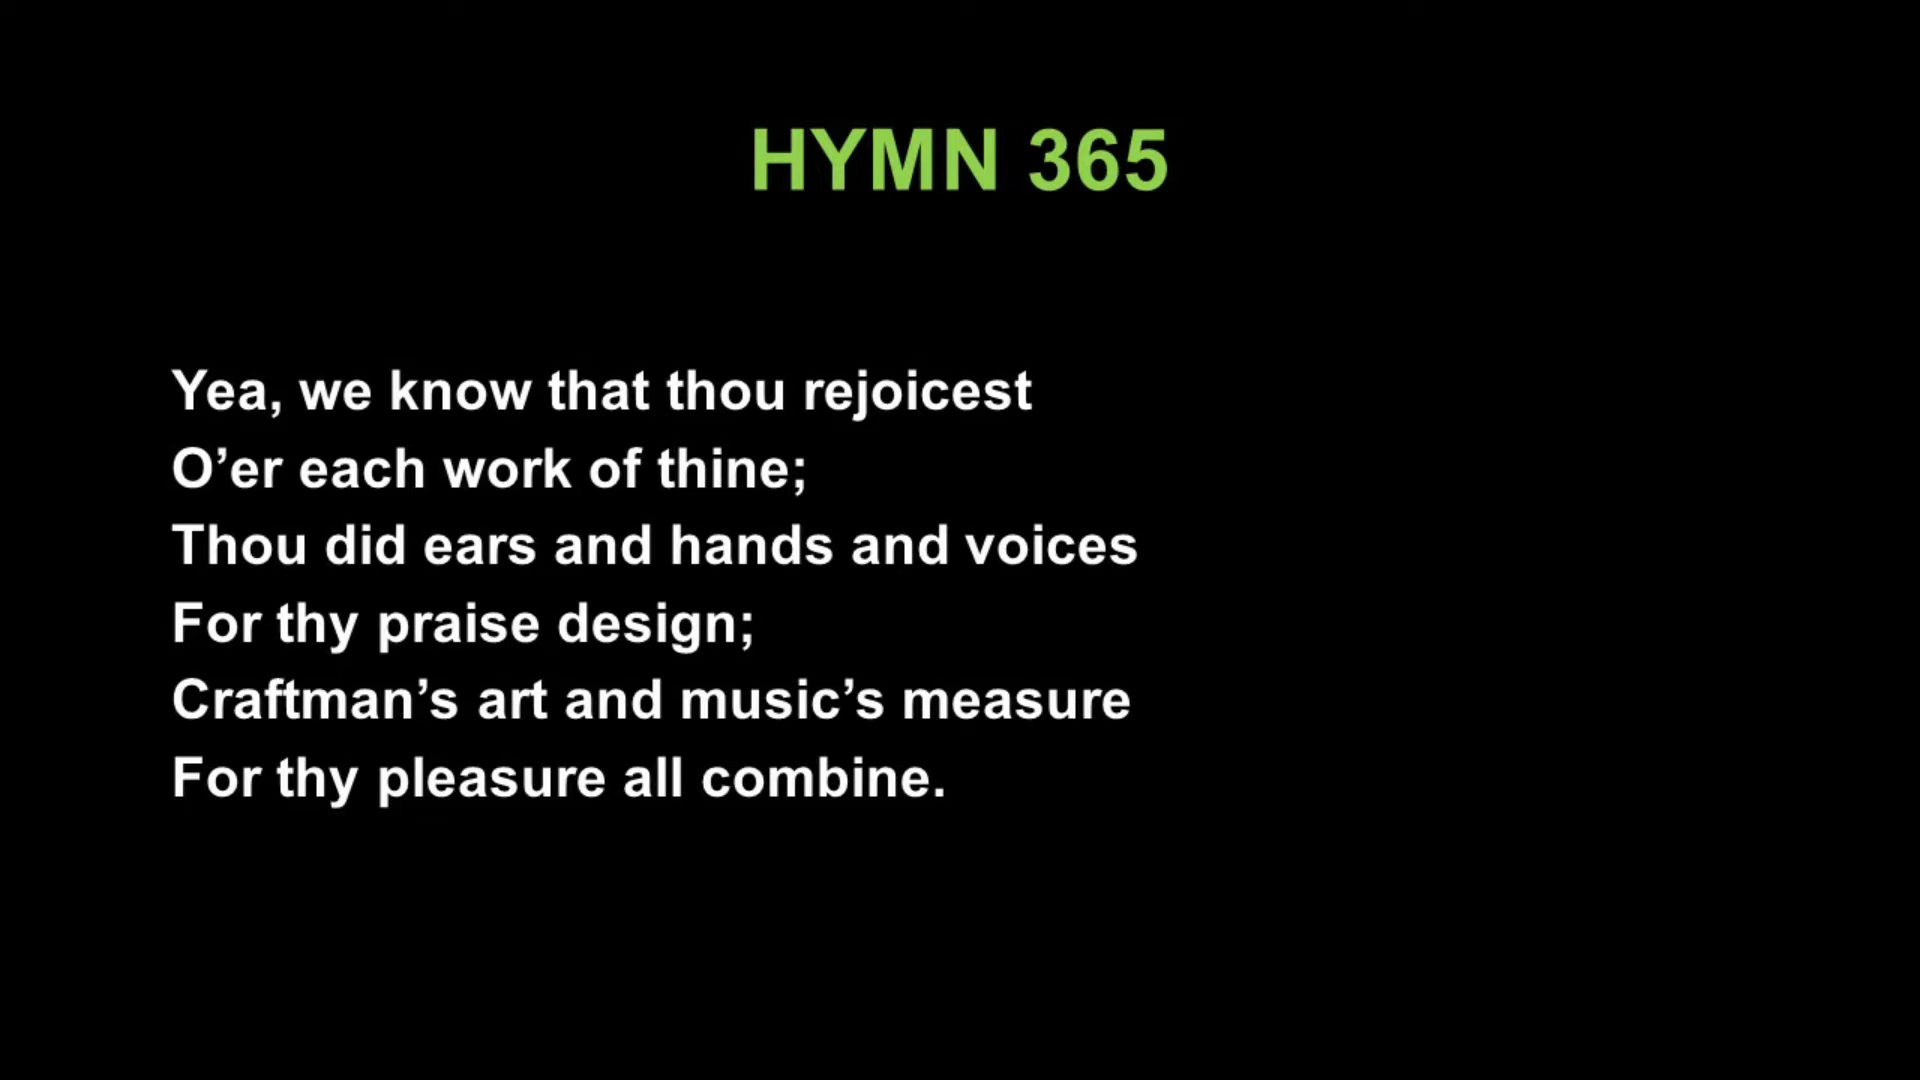 HYMN 365
Yea, we know that thou rejoicest
O’er each work of thine;
Thou did ears and hands and voices
For thy praise design;
Craftman’s art and music’s measure
For thy pleasure all combine.